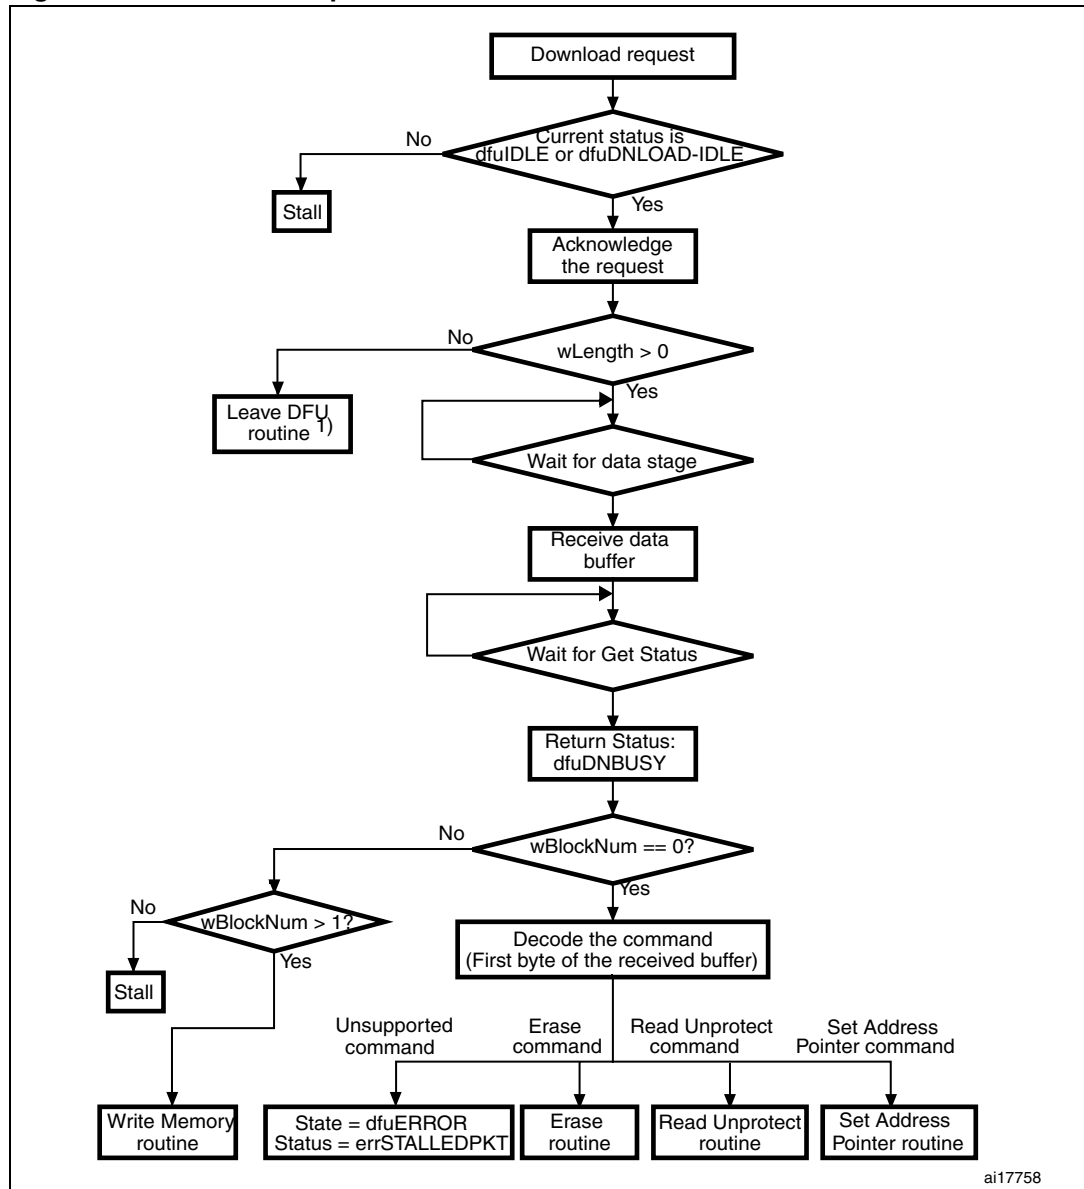 Download request
Current status is
dfuIDLE or dfuDNLOAD-IDLE
No
Stall
Yes
Acknowledge
the request
No
wLength > 0
Yes
Leave DFU
routine 1)
Wait for data stage
Receive data
buffer
Wait for Get Status
Return Status:
dfuDNBUSY
No
wBlockNum == 0?
Yes
No
wBlockNum > 1?
Yes
Stall
Decode the command
(First byte of the received buffer)
Unsupported
command
Erase
command
Read Unprotect
command
Set Address
Pointer command
Write Memory
routine
State = dfuERROR
Status = errSTALLEDPKT
Erase
routine
Read Unprotect
routine
Set Address
Pointer routine
ai17758